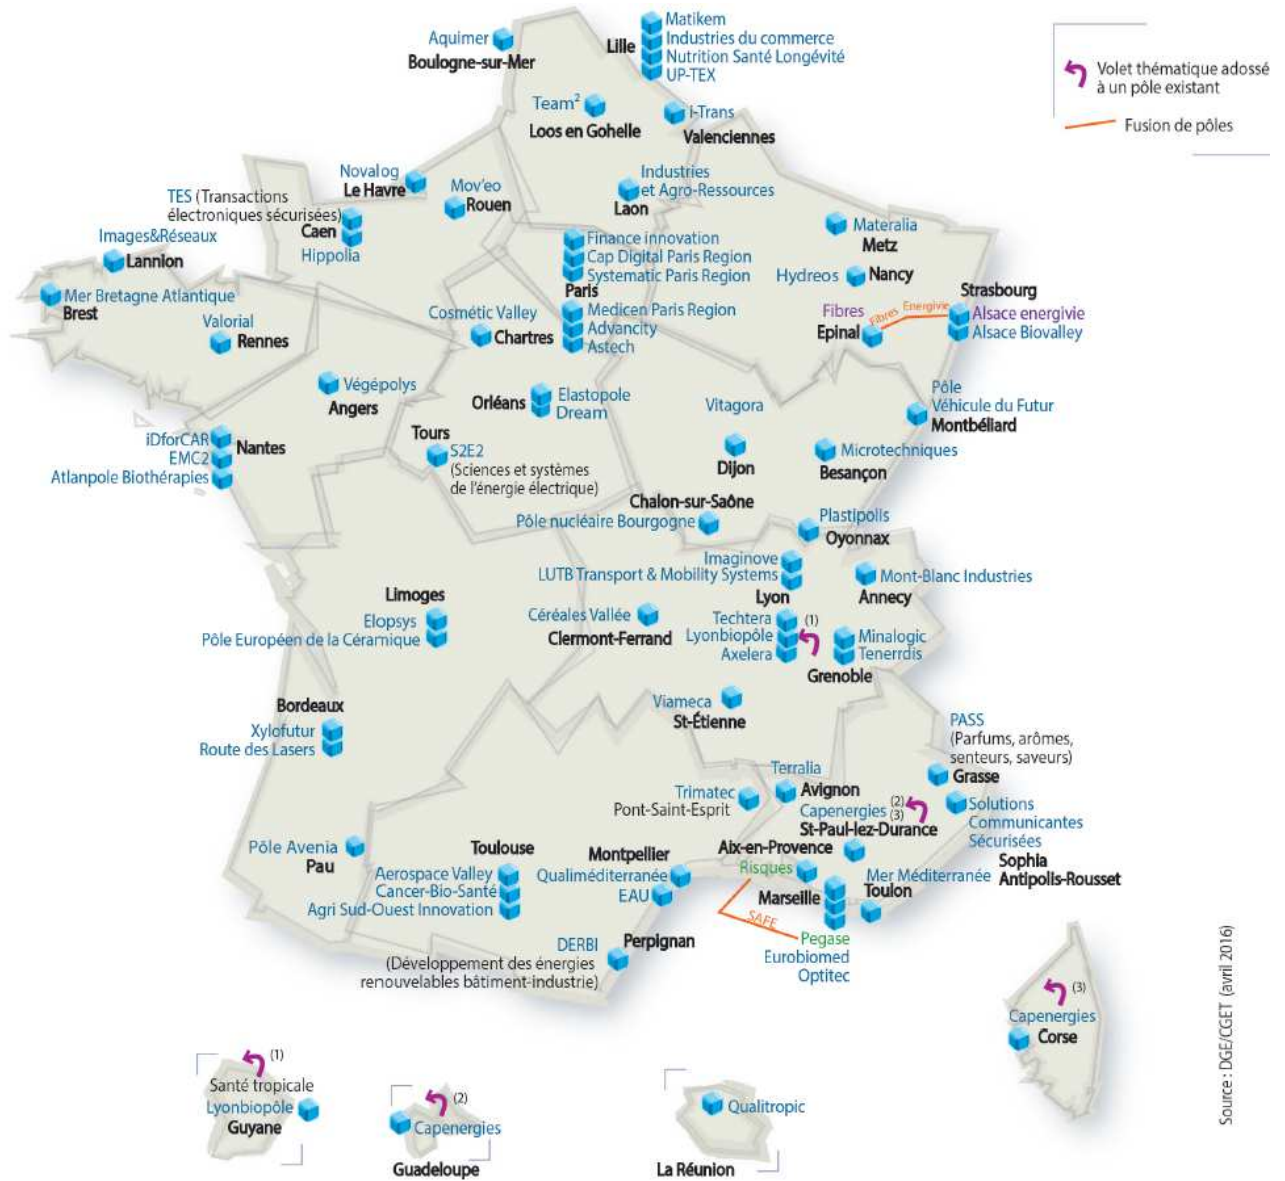 Matikem
Industries du commerce
Nutrition Santé Longévité
UP-TEX
Lille
Aquimer
Boulogne-sur-Mer
Volet thématique adossé
à un pôle existant
Fusion de pôles
Team²
Loos en Gohelle
i-Trans
Valenciennes
Novalog
Le Havre
Mov'eo
Rouen
Industries
et Agro-Ressources
Laon
TES (Transactions
électroniques sécurisées)
Caen
Hippolia
Images&Réseaux
Lannion
Mer Bretagne Atlantique
Brest
Valorial
Rennes
Finance innovation
Cap Digital Paris Region
Systematic Paris Region
Paris
Medicen Paris Region
Advancity
Astech
Materalia
Metz
Hydreos
Nancy
Strasbourg
Alsace energivie
Alsace Biovalley
Fibres
Epinal
Fibres Energivie
Cosmétic Valley
Chartres
Végépolys
Angers
Orléans
Elastopole
Dream
Vitagora
Dijon
Pôle
Véhicule du Futur
Montbéliard
Microtechniques
Besançon
iDforCAR
EMC2
Atlanpole Biothérapies
Nantes
Tours
S2E2
(Sciences et systèmes
de l'énergie électrique)
Chalon-sur-Saône
Pôle nucléaire Bourgogne
Plastipolis
Oyonnax
Imaginove
LUTB Transport & Mobility Systems
Lyon
Techtera
Lyonbiopôle
Axelera
(1)
Mont-Blanc Industries
Annecy
Limoges
Elopsys
Pôle Européen de la Céramique
Céréales Vallée
Clermont-Ferrand
Minalogic
Tenerrdis
Grenoble
Viameca
St-Étienne
Bordeaux
Xylofutur
Route des Lasers
PASS
(Parfums, arômes,
senteurs, saveurs)
Grasse
Terralia
Avignon
Trimatec
Pont-Saint-Esprit
Capenergies
(2)
(3)
St-Paul-lez-Durance
Solutions
Communicantes
Sécurisées
Sophia
Antipolis-Rousset
Pôle Avenia
Pau
Toulouse
Aerospace Valley
Cancer-Bio-Santé
Agri Sud-Ouest Innovation
Montpellier
Qualiméditerranée
EAU
Aix-en-Provence
Risques
Marseille
Mer Méditerranée
Toulon
SAFE
Pegase
Eurobiomed
Optitec
DERBI
Perpignan
(Développement des énergies
renouvelables bâtiment-industrie)
(3)
Capenergies
Corse
(1)
Santé tropicale
Lyonbiopôle
Guyane
(2)
Capenergies
Guadeloupe
Qualitropic
La Réunion
Source : DGE/CGET (avril 2016)